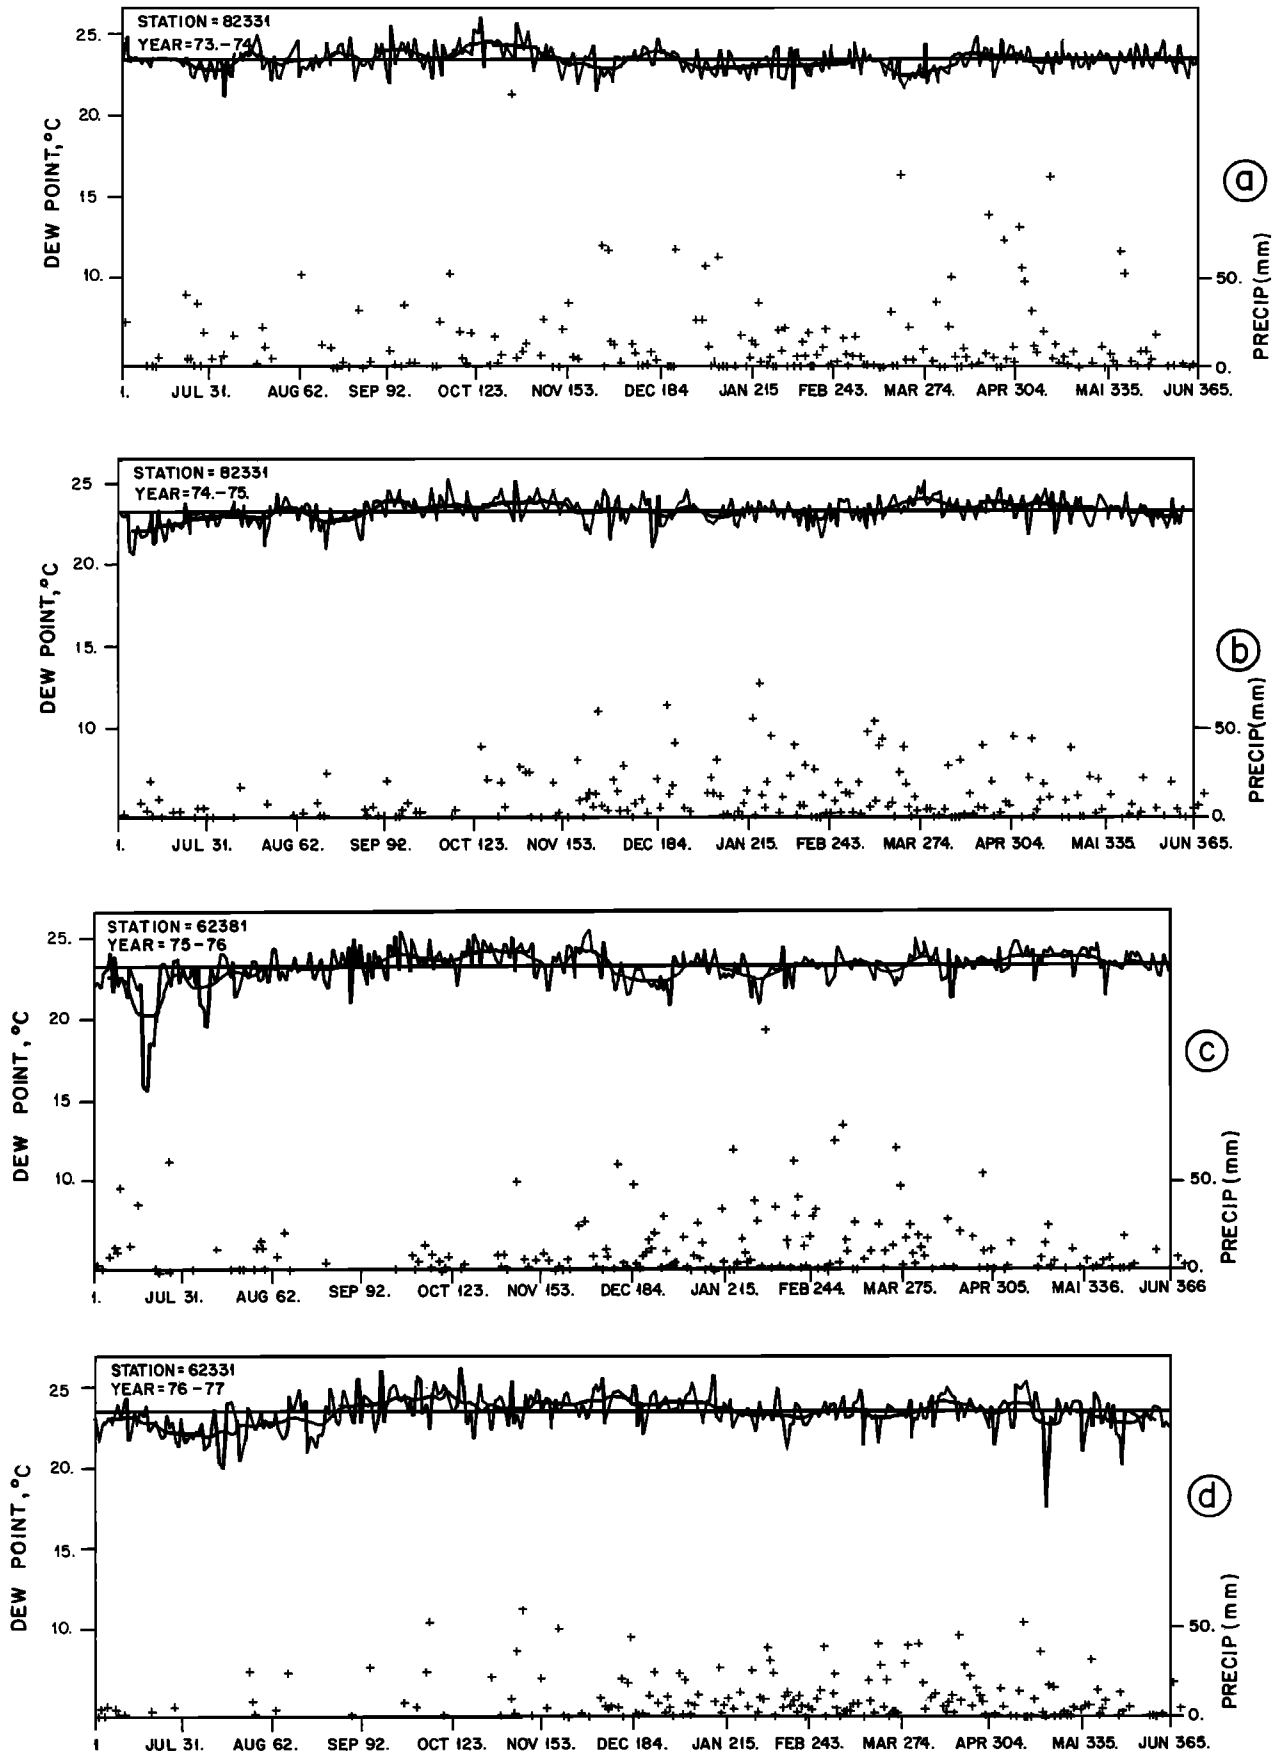 STATION=82331
YEAR=73.-74
25.
20.
15
10.
DEW POINT,°C
a
50.
0.
PRECIP(mm)
1. JUL 31. AUG 62. SEP 92. OCT 123. NOV 153. DEC 184 JAN 215 FEB 243. MAR 274. APR 304. MAI 335. JUN 365.
STATION=82331
YEAR=74.-75.
25
20.
15.
10
DEW POINT,°C
b
50.
0.
PRECIP(mm)
1. JUL 31. AUG 62. SEP 92. OCT 123. NOV 153. DEC 184. JAN 215. FEB 243. MAR 274. APR 304. MAI 335. JUN 365.
STATION=62381
YEAR=75-76
25.
20
15
10.
DEW POINT,°C
c
50.
0.
PRECIP(mm)
1. JUL 31. AUG 62. SEP 92. OCT 123. NOV 153. DEC 184. JAN 215. FEB 244. MAR 275. APR 305. MAI 336. JUN 366
STATION=62331
YEAR=76-77
25
20.
15.
10.
DEW POINT,°C
d
50.
0.
PRECIP(mm)
1 JUL 31. AUG 62. SEP 92. OCT 123. NOV 153. DEC 184. JAN 215. FEB 243. MAR 274. APR 304. MAI 335. JUN 365.